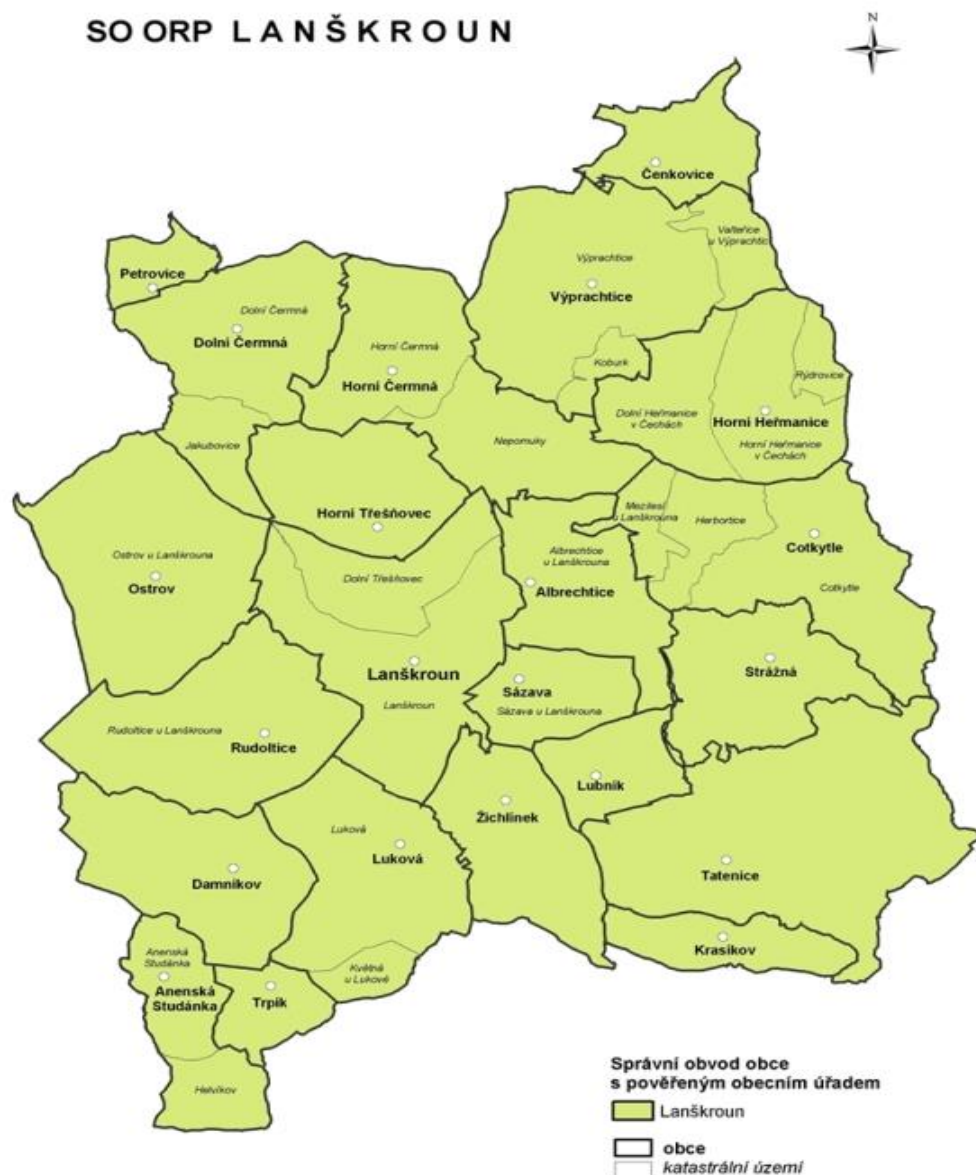 SO ORP L A N Š K R O U N
N
Čenkovice
Valteřice
u Výprachtic
Výprachtice
Výprachtice
Petrovice
Dolní Čermná
Dolní Čermná
Horní Čermná
Horní Čermná
Koburk
Rýdrovice
Dolní Heřmanice
v Čechách
Horní Heřmanice
Horní Heřmanice
v Čechách
Jakubovice
Nepomuky
Horní Třešňovec
Mezilesí
u Lanškrouna
Herbortice
Cotkytle
Cotkytle
Ostrov u Lanškrouna
Ostrov
Dolní Třešňovec
Albrechtice
u Lanškrouna
Albrechtice
Lanškroun
Lanškroun
Strážná
Sázava
Sázava u Lanškrouna
Rudoltice u Lanškrouna
Rudoltice
Lubník
Žichlínek
Luková
Luková
Damníkov
Tatenice
Krasíkov
Anenská
Studánka
Anenská
Studánka
Květná
u Lukové
Trpík
Helvíkov
Správní obvod obce
s pověřeným obecním úřadem
Lanškroun
obce
katastrální území